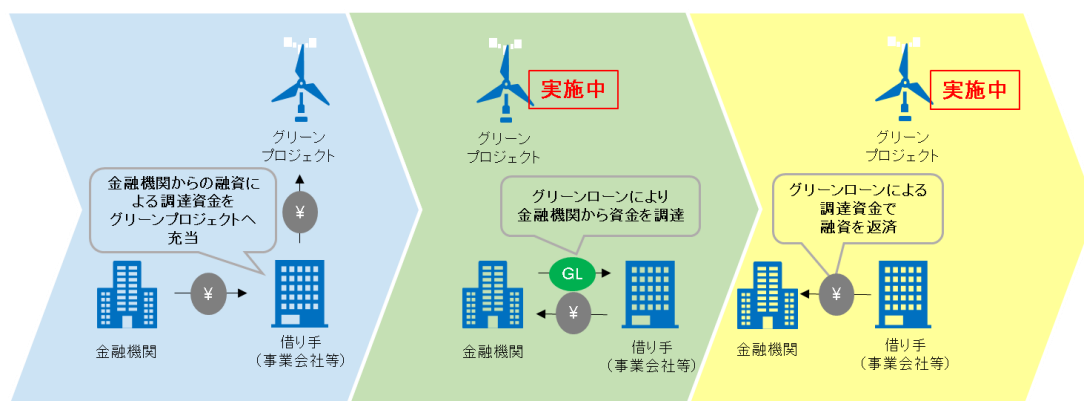 グリーン
プロジェクト
金融機関からの融資に
よる調達資金を
グリーンプロジェクトへ
充当
¥
¥
金融機関
借り手
(事業会社等)
実施中
グリーン
プロジェクト
グリーンローンにより
金融機関から資金を調達
GL
¥
金融機関
借り手
(事業会社等)
実施中
グリーン
プロジェクト
グリーンローンによる
調達資金で
融資を返済
¥
金融機関
借り手
(事業会社等)